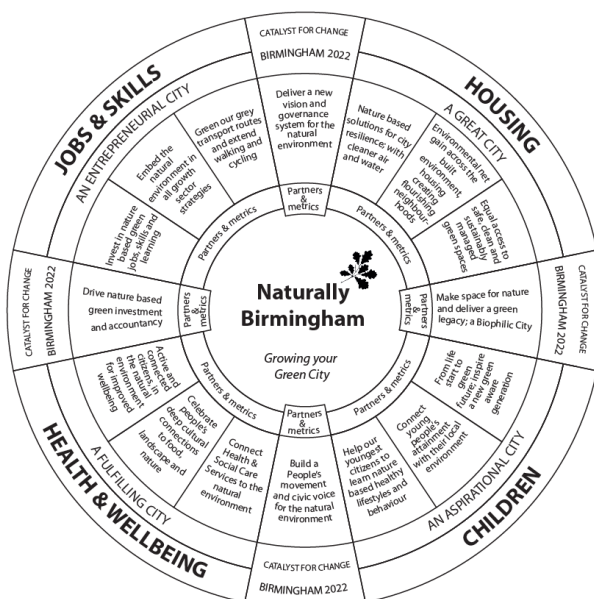 CATALYST FOR CHANGE
BIRMINGHAM 2022
Deliver a new
vision and
governance
system for the
natural
environment
Partners
&
metrics
HOUSING
A GREAT CITY
Nature based
solutions for city
resilience; with
cleaner air
and water
Environmental net
gain across the
built
environment,
housing
creating
flourishing
neighbour-
hoods
Equal access to
safe, clean and
sustainably
managed
green spaces
Partners & metrics
CATALYST FOR CHANGE
BIRMINGHAM 2022
Make space for nature
and deliver a green
legacy; a Biophilic City
Partners
&
metrics
CHILDREN
AN ASPIRATIONAL CITY
From life
start to
green
future: inspire
a new green
aware
generation
Connect
young
people's
attainment
with their local
environment
Help our
youngest
citizens to
learn nature
based healthy
lifestyles and
behaviour
Partners & metrics
CATALYST FOR CHANGE
BIRMINGHAM 2022
Build a
People's
movement
and civic voice
for the natural
environment
Partners
&
metrics
HEALTH & WELLBEING
A FULFILLING CITY
Connect
Health &
Social Care
Services to the
natural
environment
Celebrate
people's
deep cultural
connections
to food,
landscape and
nature
Active and
connected
citizens, in
the natural
environment
for improved
wellbeing
Partners & metrics
CATALYST FOR CHANGE
BIRMINGHAM 2022
Drive nature based
green investment
and accountancy
Partners
&
metrics
JOBS & SKILLS
AN ENTREPRENEURIAL CITY
Invest in nature
based green
jobs, skills and
learning
Embed the
natural
environment in
all growth
sector
strategies
Green our grey
transport routes
and extend
walking and
cycling
Partners & metrics
Naturally
Birmingham
Growing your
Green City